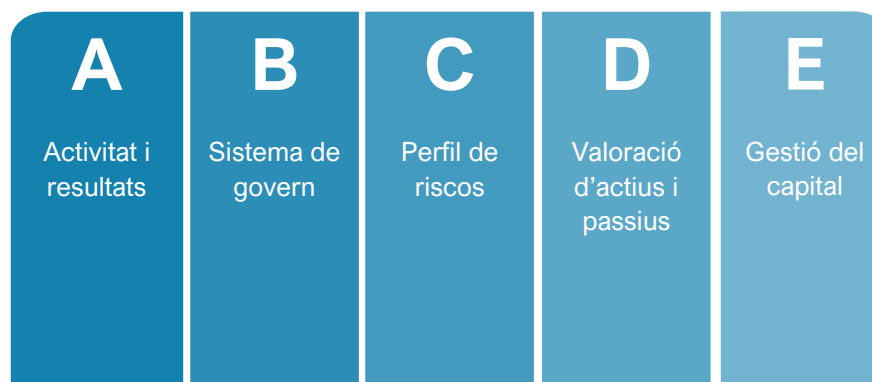 A
Activitat i
resultats
B
Sistema de
govern
C
Perfil de
riscos
D
Valoració
d'actius i
passius
E
Gestió del
capital